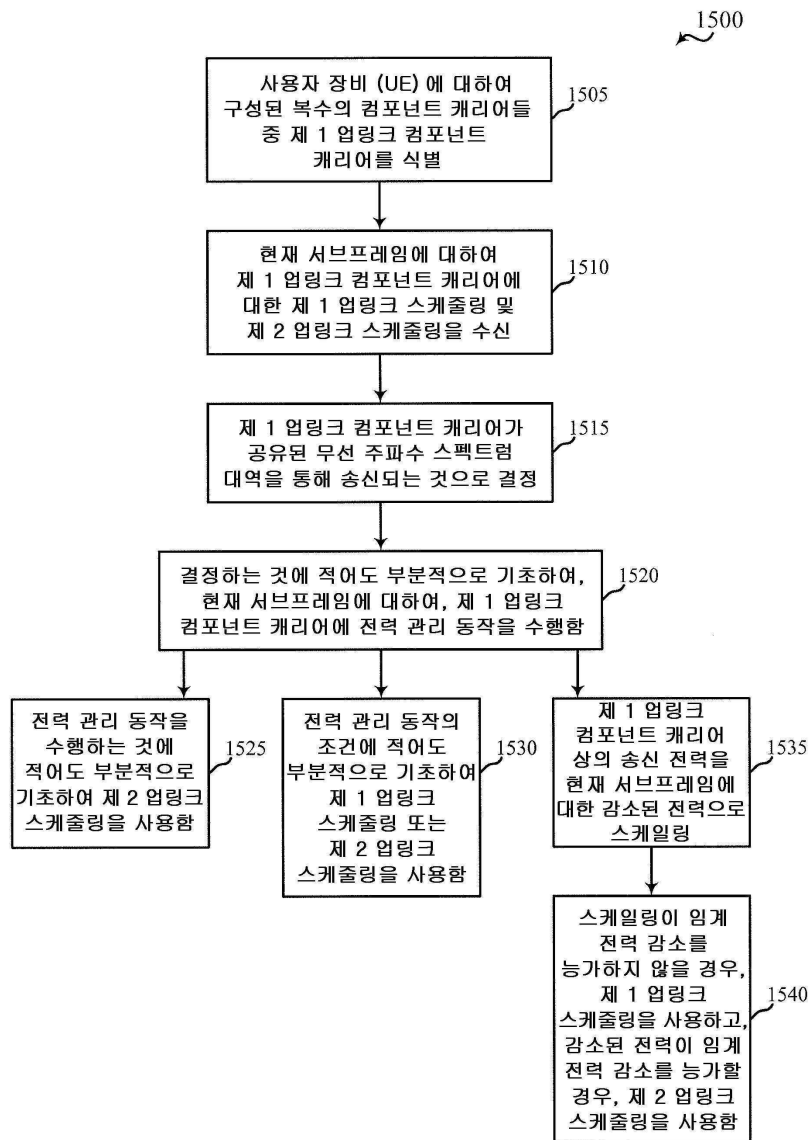 1500
사용자 장비 (UE) 에 대하여
구성된 복수의 컴포넌트 캐리어들
중 제 1 업링크 컴포넌트
캐리어를 식별
1505
현재 서브프레임에 대하여
제 1 업링크 컴포넌트 캐리어에
대한 제 1 업링크 스케줄링 및
제 2 업링크 스케줄링을 수신
1510
제 1 업링크 컴포넌트 캐리어가
공유된 무선 주파수 스펙트럼
대역을 통해 송신되는 것으로 결정
1515
결정하는 것에 적어도 부분적으로 기초하여,
현재 서브프레임에 대하여, 제 1 업링크
컴포넌트 캐리어에 전력 관리 동작을 수행함
1520
전력 관리 동작을
수행하는 것에
적어도 부분적으로
기초하여 제 2 업링크
스케줄링을 사용함
1525
전력 관리 동작의
조건에 적어도
부분적으로 기초하여
제 1 업링크
스케줄링 또는
제 2 업링크
스케줄링을 사용함
1530
제 1 업링크
컴포넌트 캐리어
상의 송신 전력을
현재 서브프레임에
대한 감소된 전력으로
스케일링
1535
스케일링이 임계
전력 감소를
능가하지 않을 경우,
제 1 업링크
스케줄링을 사용하고,
감소된 전력이 임계
전력 감소를 능가할
경우, 제 2 업링크
스케줄링을 사용함
1540